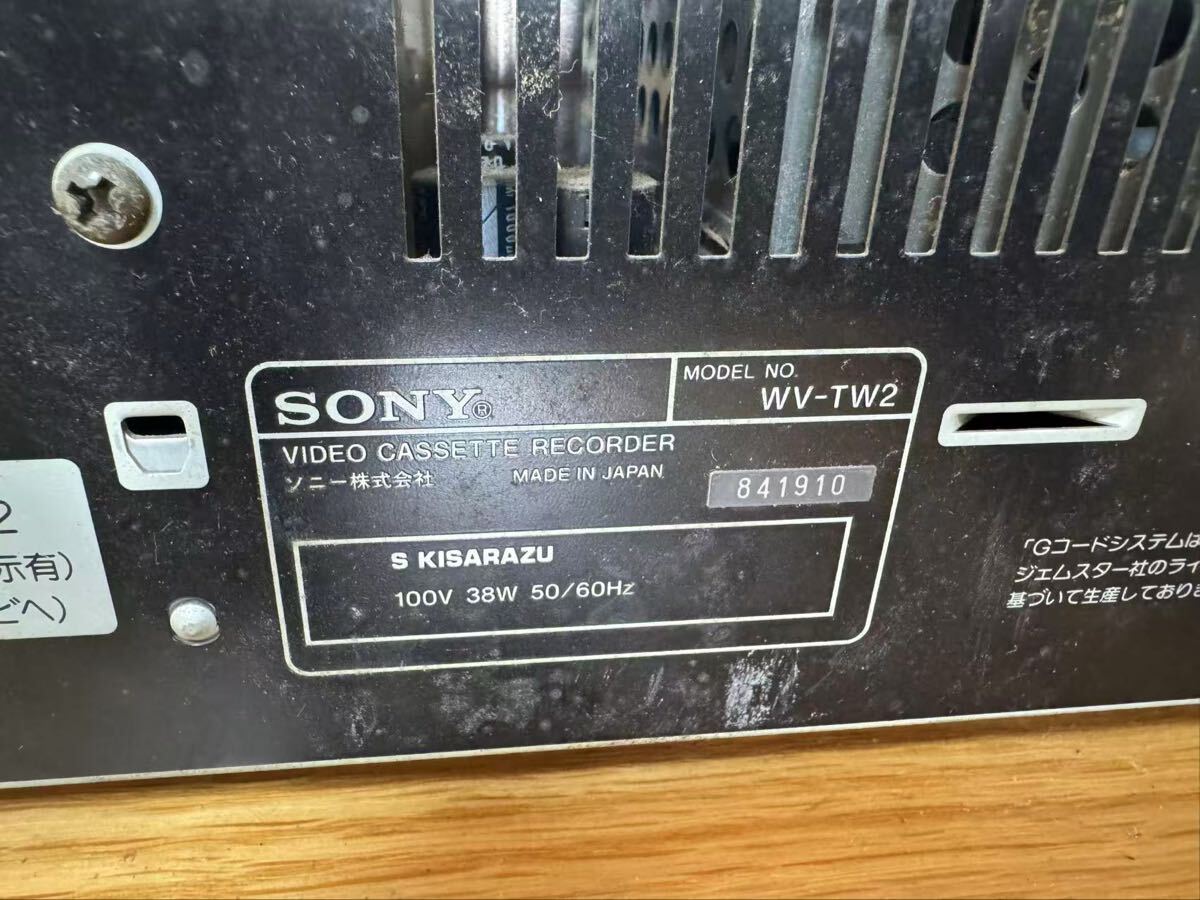 SONY®
MODEL NO.
WV-TW2
VIDEO CASSETTE RECORDER
ソニー株式会社 MADE IN JAPAN
841910
S KISARAZU
100V 38W 50/60Hz
2
示有)
ビへ)
「Gコードシステムは
ジェムスター社のライ
基づいて生産しており